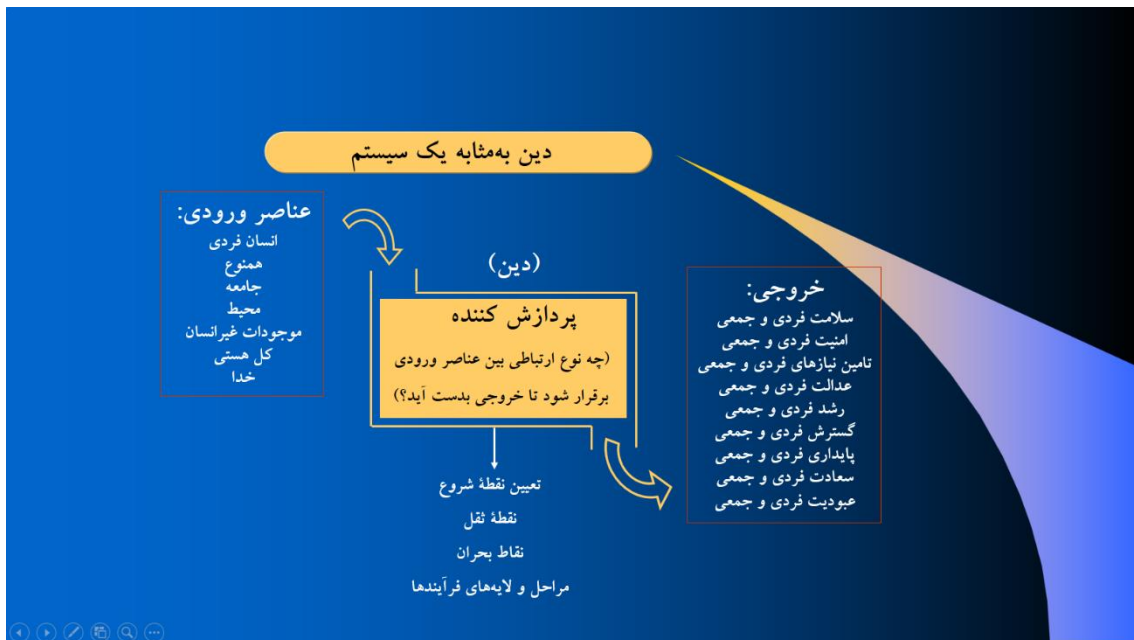 دین به‌مثابه یک سیستم
عناصر ورودی:
انسان فردی
همنوع
جامعه
محیط
موجودات غیرانسان
کل هستی
خدا
(دین)
پردازش کننده
(چه نوع ارتباطی بین عناصر ورودی
برقرار شود تا خروجی بدست آید؟)
تعیین نقطهٔ شروع
نقطهٔ ثقل
نقاط بحران
مراحل و لایه‌های فرآیندها
خروجی:
سلامت فردی و جمعی
امنیت فردی و جمعی
تامین نیازهای فردی و جمعی
عدالت فردی و جمعی
رشد فردی و جمعی
گسترش فردی و جمعی
پایداری فردی و جمعی
سعادت فردی و جمعی
عبودیت فردی و جمعی